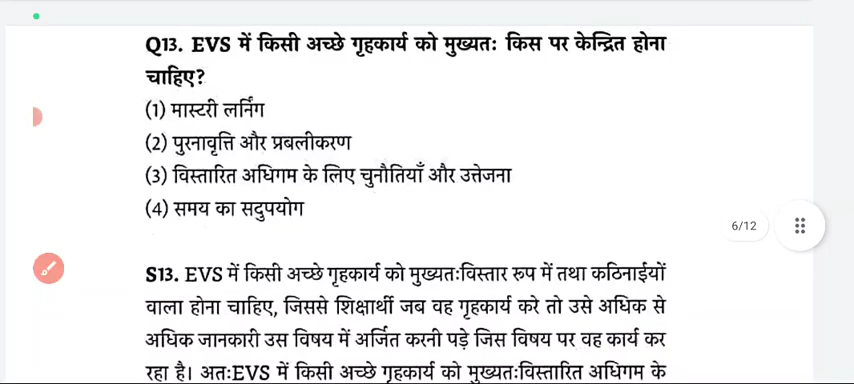 Q13. EVS में किसी अच्छे गृहकार्य को मुख्यतः किस पर केन्द्रित होना
चाहिए?
(1) मास्टरी लर्निंग
(2) पुरनावृत्ति और प्रबलीकरण
(3) विस्तारित अधिगम के लिए चुनौतियाँ और उत्तेजना
(4) समय का सदुपयोग
6/12
S13. EVS में किसी अच्छे गृहकार्य को मुख्यतःविस्तार रूप में तथा कठिनाईयों
वाला होना चाहिए, जिससे शिक्षार्थी जब वह गृहकार्य करे तो उसे अधिक से
अधिक जानकारी उस विषय में अर्जित करनी पड़े जिस विषय पर वह कार्य कर
रहा है। अतःEVS में किसी अच्छे गृहकार्य को मुख्यतःविस्तारित अधिगम के